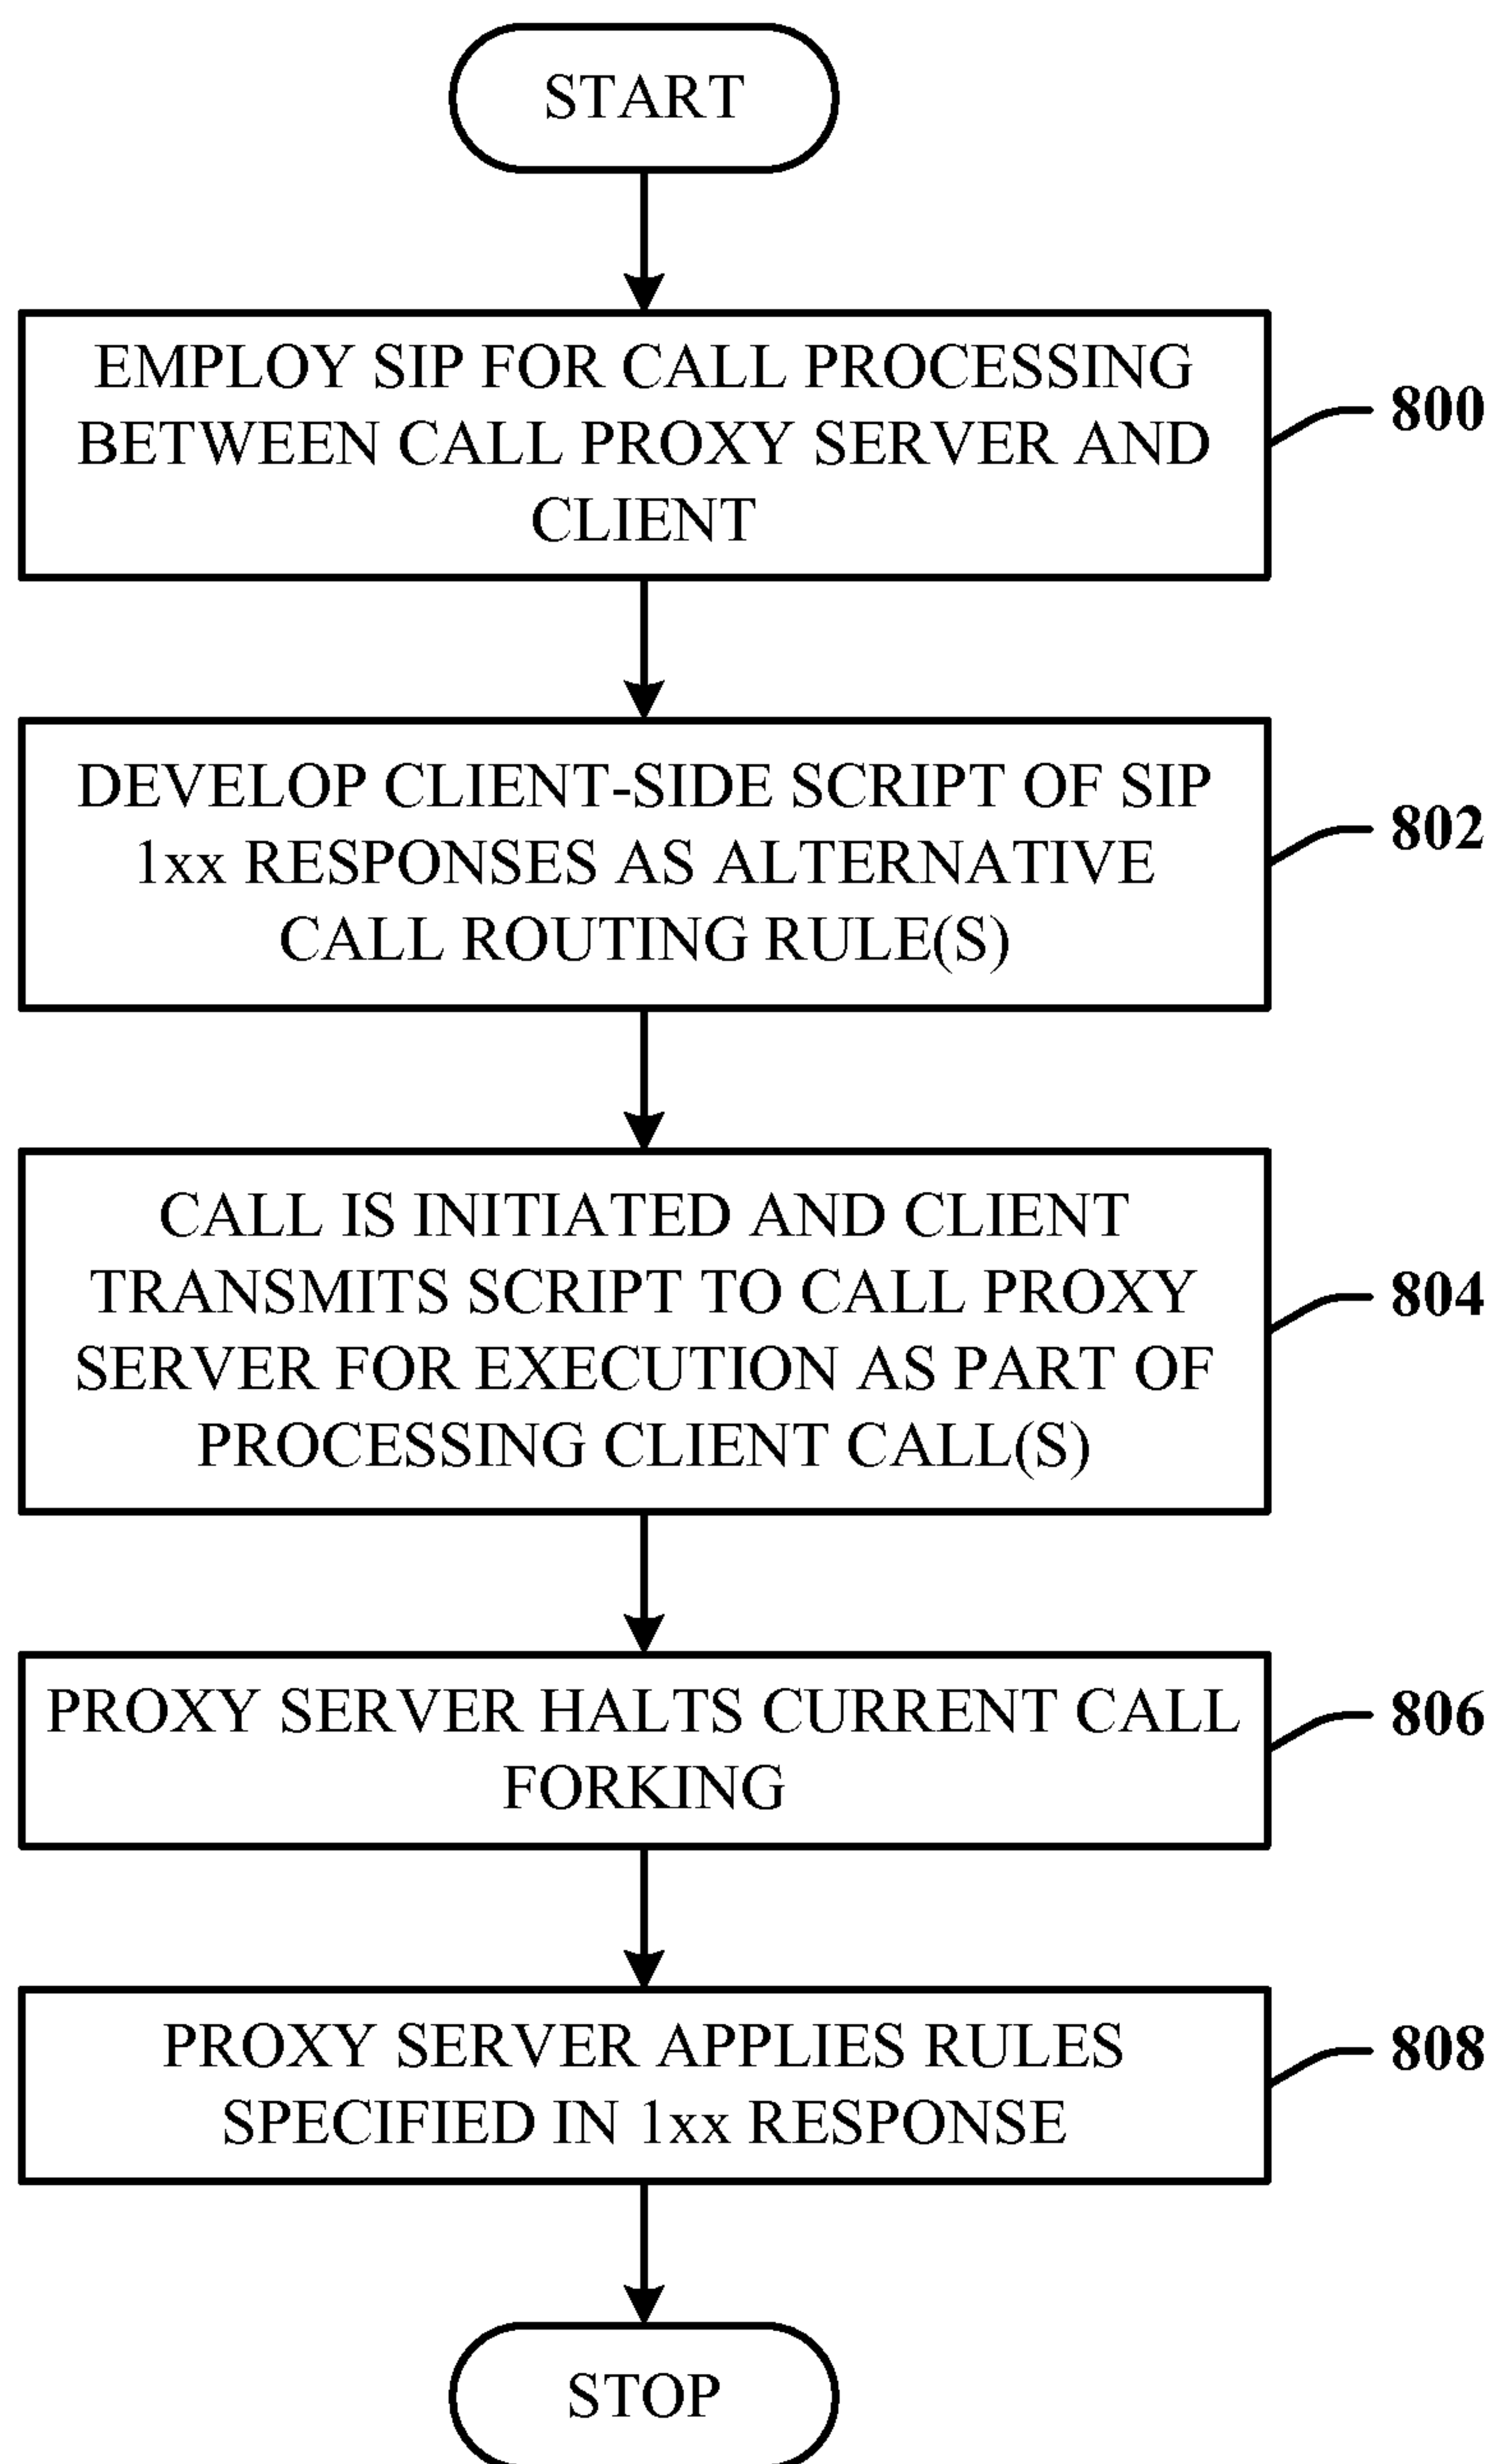 START
EMPLOY SIP FOR CALL PROCESSING
BETWEEN CALL PROXY SERVER AND
CLIENT
800
DEVELOP CLIENT-SIDE SCRIPT OF SIP
1xx RESPONSES AS ALTERNATIVE
CALL ROUTING RULE(S)
802
CALL IS INITIATED AND CLIENT
TRANSMITS SCRIPT TO CALL PROXY
SERVER FOR EXECUTION AS PART OF
PROCESSING CLIENT CALL(S)
804
PROXY SERVER HALTS CURRENT CALL
FORKING
806
PROXY SERVER APPLIES RULES
SPECIFIED IN 1xx RESPONSE
808
STOP